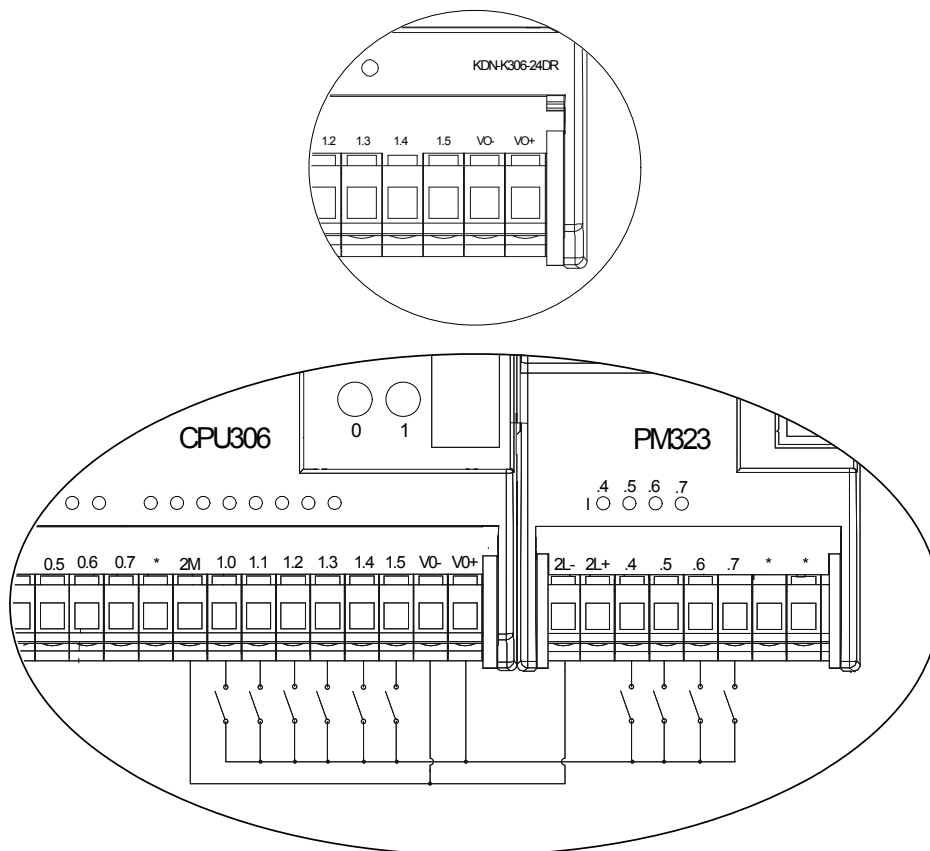 KDN-K306-24DR
1.2 1.3 1.4 1.5 VO- VO+
CPU306
0 1
PM323
I .4 .5 .6 .7
0.5 0.6 0.7 * 2M 1.0 1.1 1.2 1.3 1.4 1.5 V0- V0+
2L- 2L+ .4 .5 .6 .7 * *